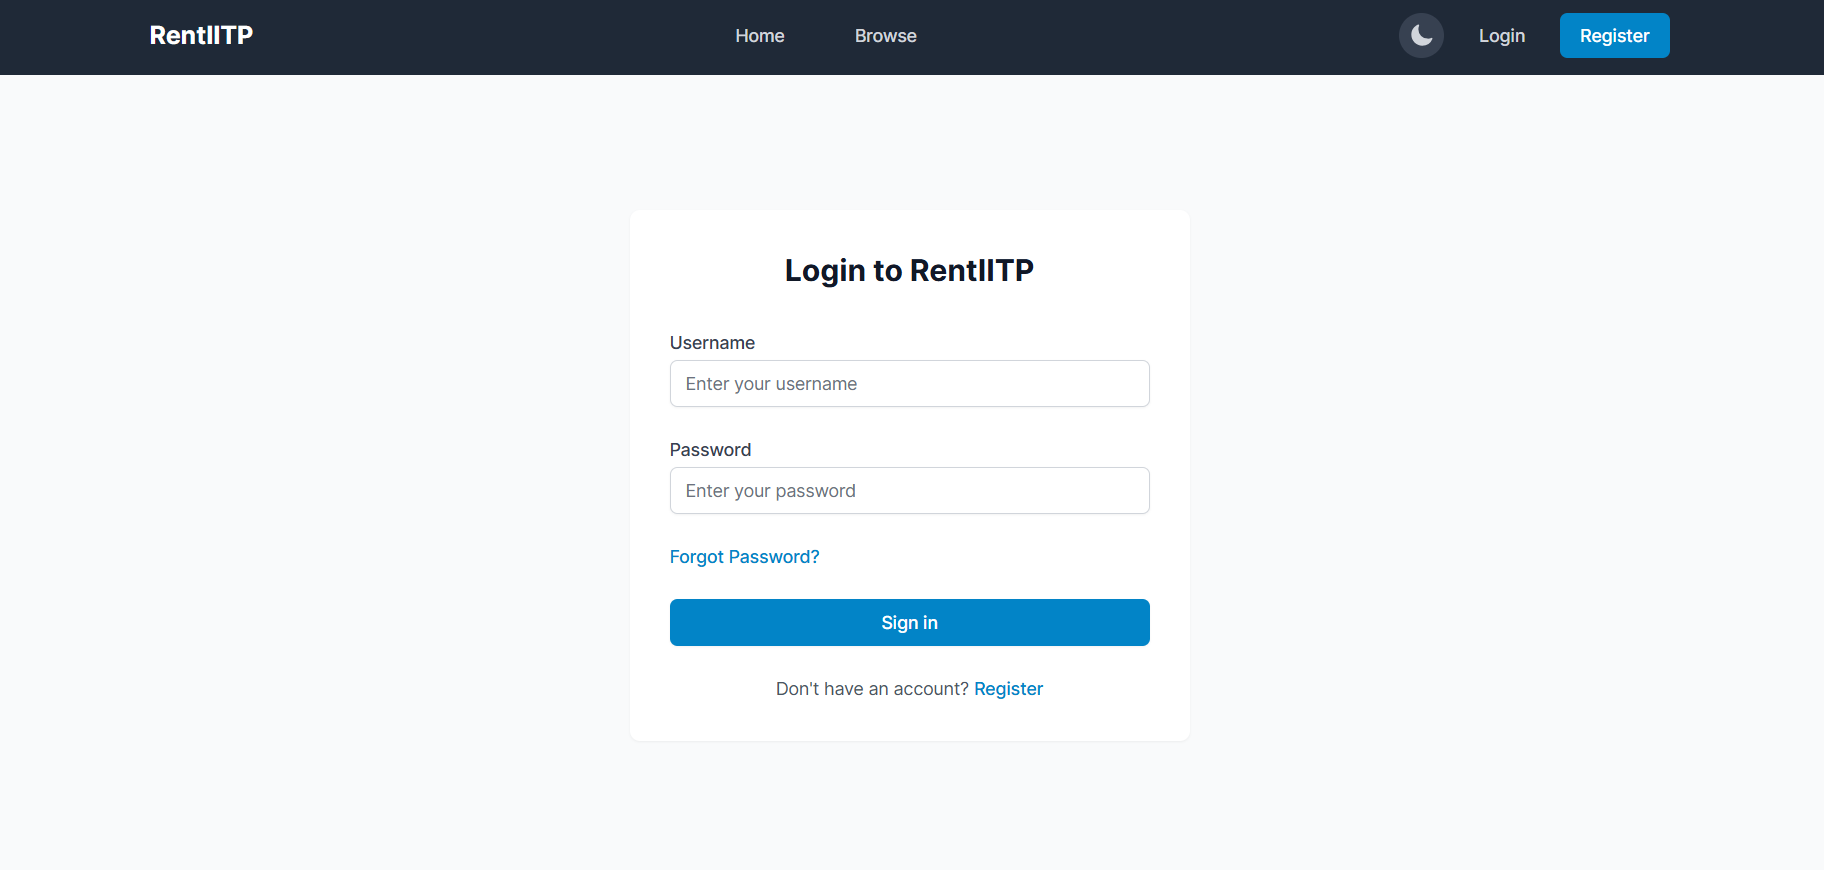 RentIITP
Home
Browse
Login
Register
Login to RentIITP
Username
Enter your username
Password
Enter your password
Forgot Password?
Sign in
Don't have an account? Register